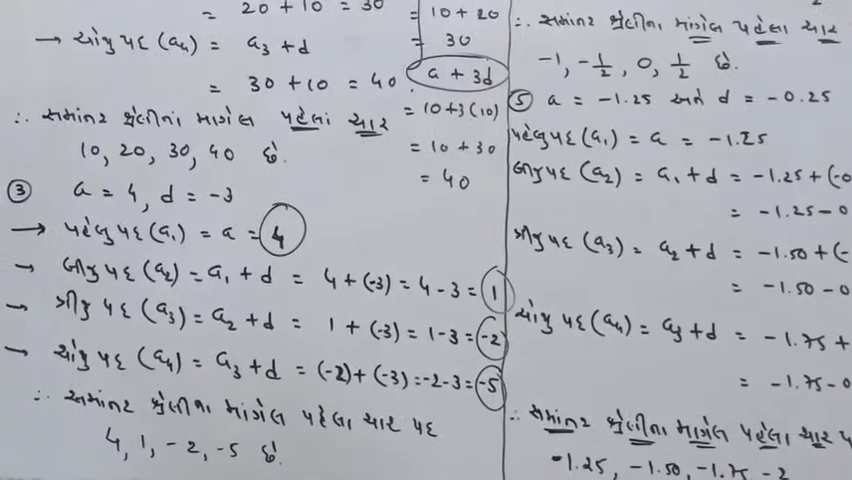 = 20 + 10 = 30
→ ચોથુ પદ (a₄) = a₃ + d
= 30 + 10 = 40
∴ સમાંતર શ્રેણીના માગેલ પહેલાં ચાર
10, 20, 30, 40 છે.
= 10 + 20
= 30
a + 3d
= 10 + 3(10)
= 10 + 30
= 40
③ a = 4, d = -3
→ પહેલુ પદ (a₁) = a = 4
→ બીજુ પદ (a₂) = a₁ + d = 4 + (-3) = 4 - 3 = 1
→ ત્રીજુ પદ (a₃) = a₂ + d = 1 + (-3) = 1 - 3 = -2
→ ચોથુ પદ (a₄) = a₃ + d = (-2) + (-3) = -2 - 3 = -5
∴ સમાંતર શ્રેણીના માંગેલ પહેલા ચાર પદ
4, 1, -2, -5 છે.
∴ સમાંતર શ્રેણીના માંગેલ પહેલા ચાર
-1, -1/2, 0, 1/2 છે.
⑤ a = -1.25 અને d = -0.25
પહેલુ પદ (a₁) = a = -1.25
બીજુ પદ (a₂) = a₁ + d = -1.25 + (-0
= -1.25 - 0
ત્રીજુ પદ (a₃) = a₂ + d = -1.50 + (-
= -1.50 - 0
ચોથુ પદ (a₄) = a₃ + d = -1.75 +
= -1.75 - 0
∴ સમાંતર શ્રેણીના માંગેલ પહેલા ચાર પ
-1.25, -1.50, -1.75 -2